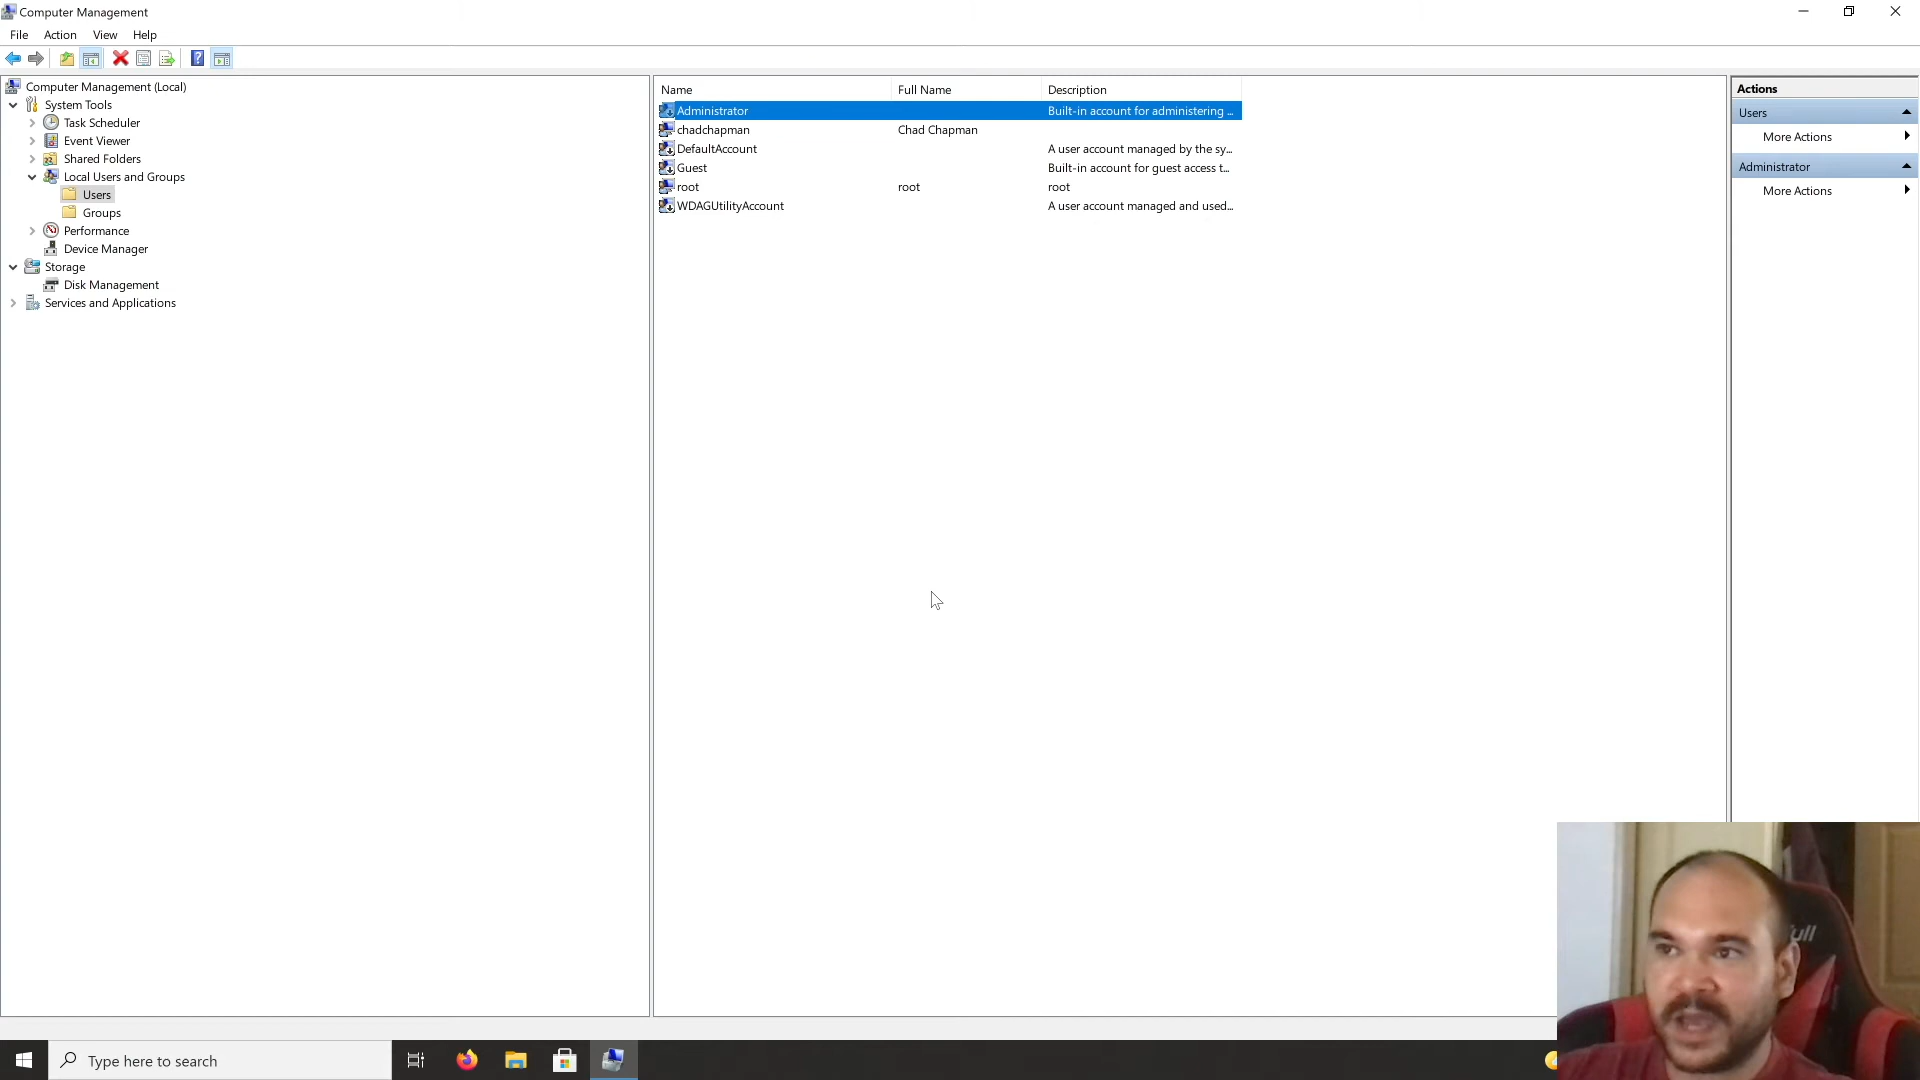 Computer Management
File Action View Help
Computer Management (Local)
System Tools
Task Scheduler
Event Viewer
Shared Folders
Local Users and Groups
Users
Groups
Performance
Device Manager
Storage
Disk Management
Services and Applications
Name Full Name Description
Administrator Built-in account for administering ...
chadchapman Chad Chapman
DefaultAccount A user account managed by the sy...
Guest Built-in account for guest access t...
root root root
WDAGUtilityAccount A user account managed and used...
Actions
Users
More Actions
Administrator
More Actions
Type here to search